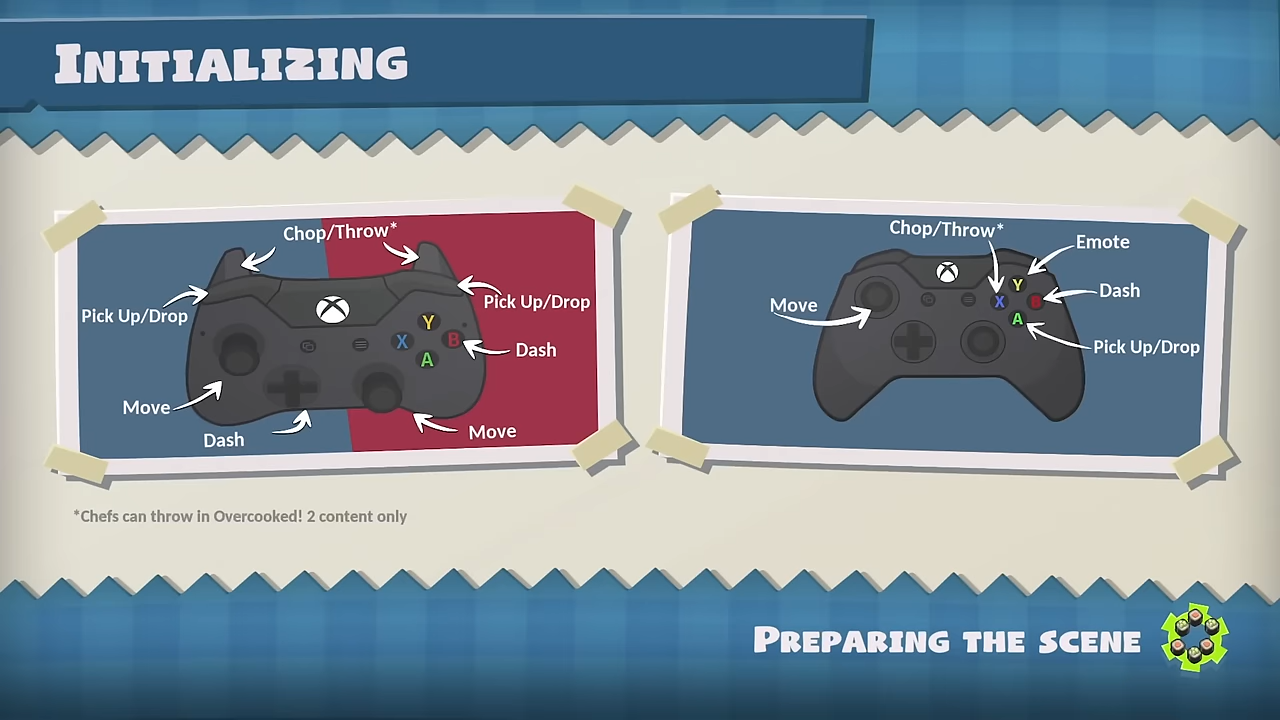 INITIALIZING
Chop/Throw*
Pick Up/Drop
Pick Up/Drop
Y
X
B
A
Dash
Move
Dash
Move
Chop/Throw*
Emote
Move
Y
X
B
A
Dash
Pick Up/Drop
*Chefs can throw in Overcooked! 2 content only
PREPARING THE SCENE